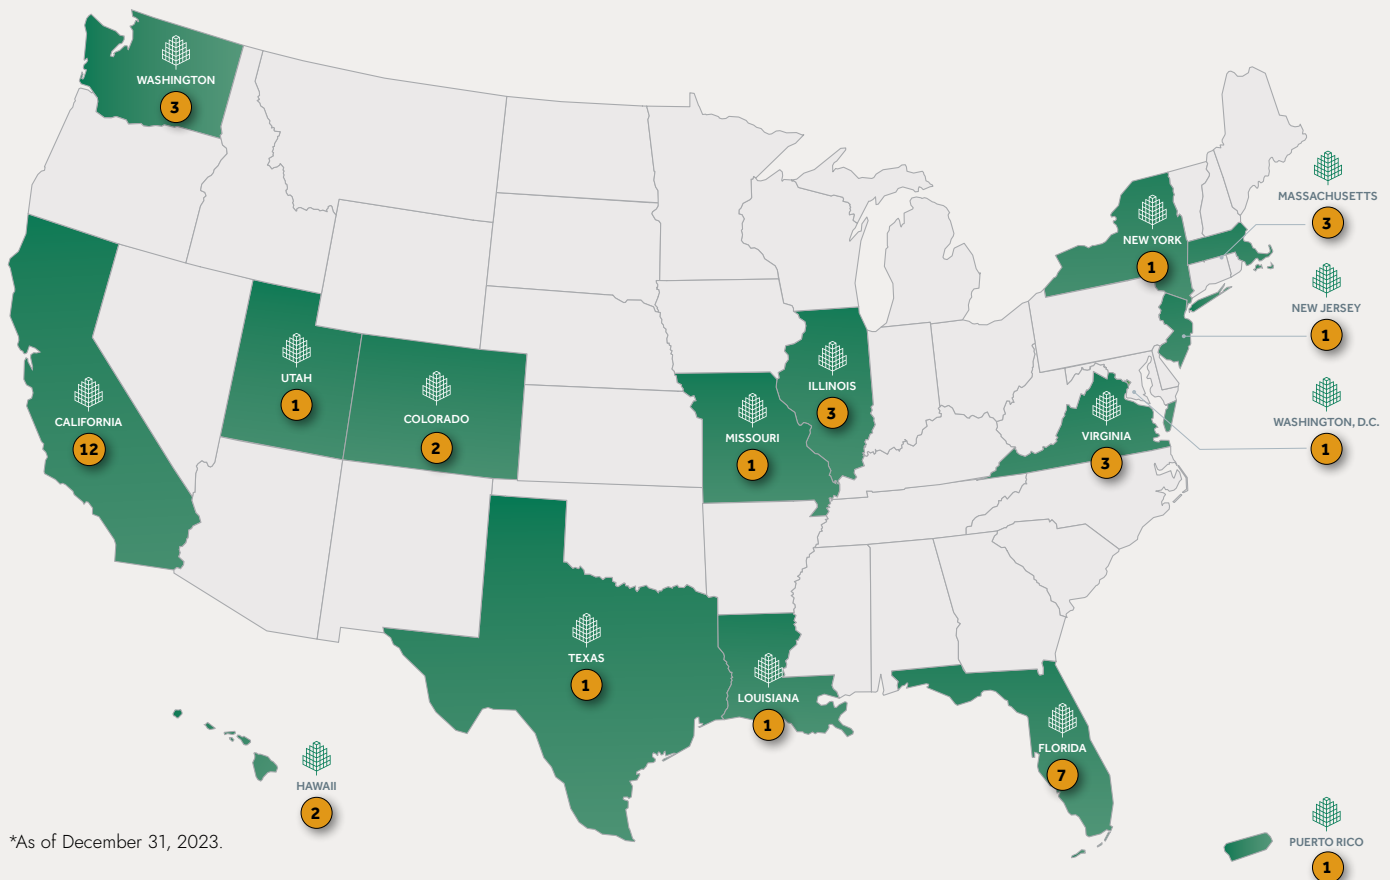 WASHINGTON
3
MASSACHUSETTS
3
NEW YORK
1
NEW JERSEY
1
UTAH
1
COLORADO
2
CALIFORNIA
12
ILLINOIS
3
MISSOURI
1
VIRGINIA
3
WASHINGTON, D.C.
1
TEXAS
1
LOUISIANA
1
FLORIDA
7
HAWAII
2
PUERTO RICO
1
*As of December 31, 2023.